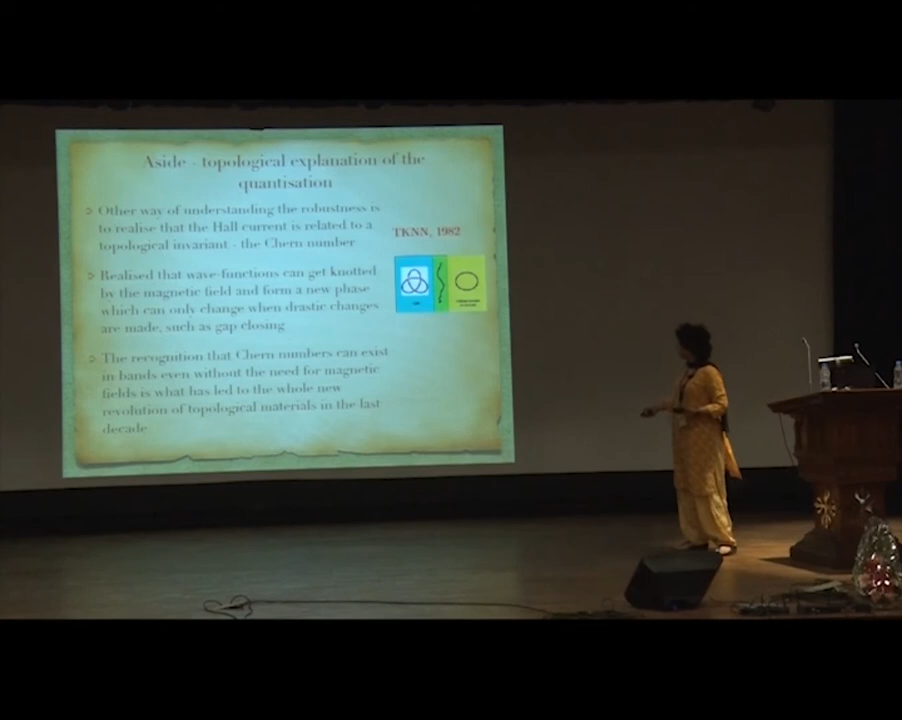 Aside - topological explanation of the
quantisation
Other way of understanding the robustness is
to realise that the Hall current is related to a
topological invariant - the Chern number
TKNN, 1982
Realised that wave-functions can get knotted
by the magnetic field and form a new phase
which can only change when drastic changes
are made, such as gap closing
The recognition that Chern numbers can exist
in bands even without the need for magnetic
fields is what has led to the whole new
revolution of topological materials in the last
decade